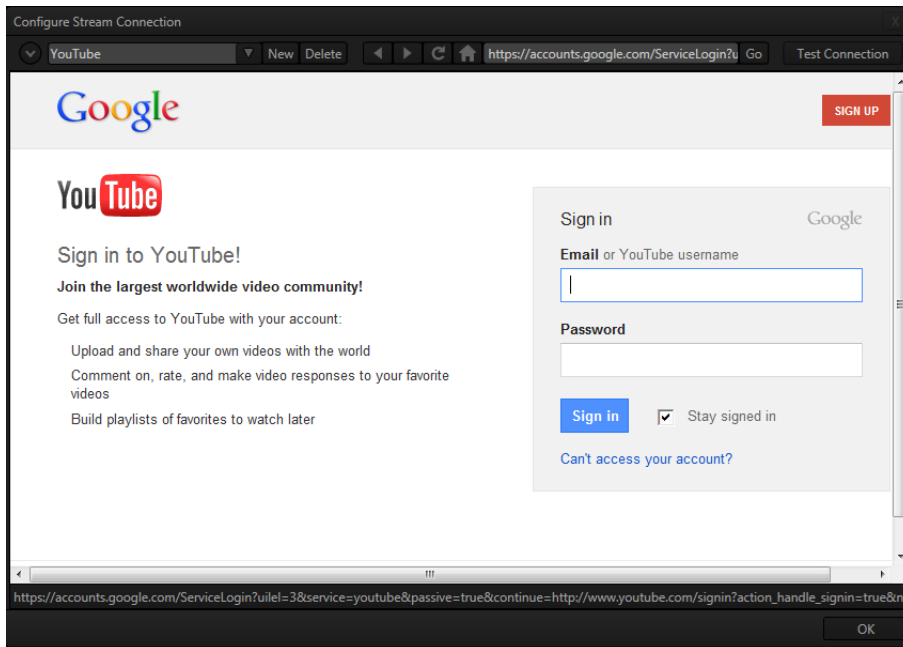 Configure Stream Connection
YouTube New Delete https://accounts.google.com/ServiceLogin?u Go Test Connection
Google
SIGN UP
YouTube
Sign in to YouTube!
Join the largest worldwide video community!
Get full access to YouTube with your account:
Upload and share your own videos with the world
Comment on, rate, and make video responses to your favorite
videos
Build playlists of favorites to watch later
Sign in Google
Email or YouTube username
Password
Sign in Stay signed in
Can't access your account?
https://accounts.google.com/ServiceLogin?uilel=3&service=youtube&passive=true&continue=http://www.youtube.com/signin?action_handle_signin=true&n
OK